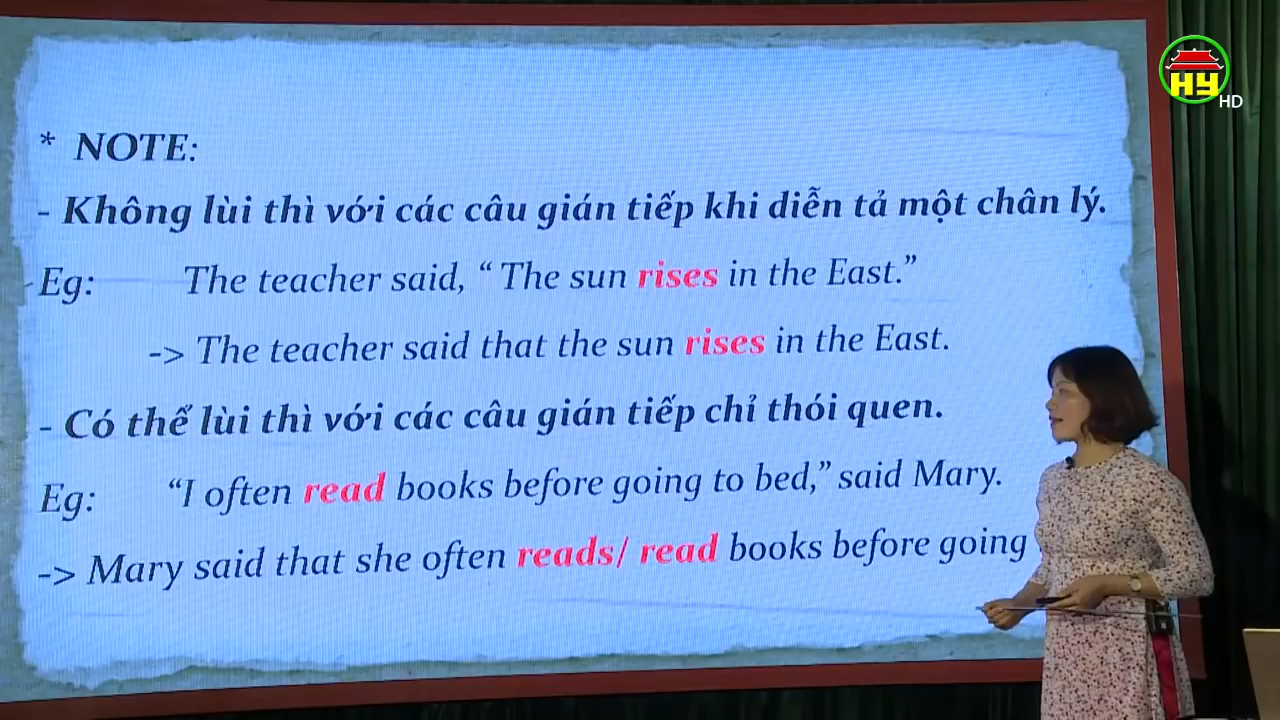 * NOTE:
- Không lùi thì với các câu gián tiếp khi diễn tả một chân lý.
Eg: The teacher said, “ The sun rises in the East.”
-> The teacher said that the sun rises in the East.
- Có thể lùi thì với các câu gián tiếp chỉ thói quen.
Eg: “I often read books before going to bed,” said Mary.
-> Mary said that she often reads/ read books before going
HY
HD